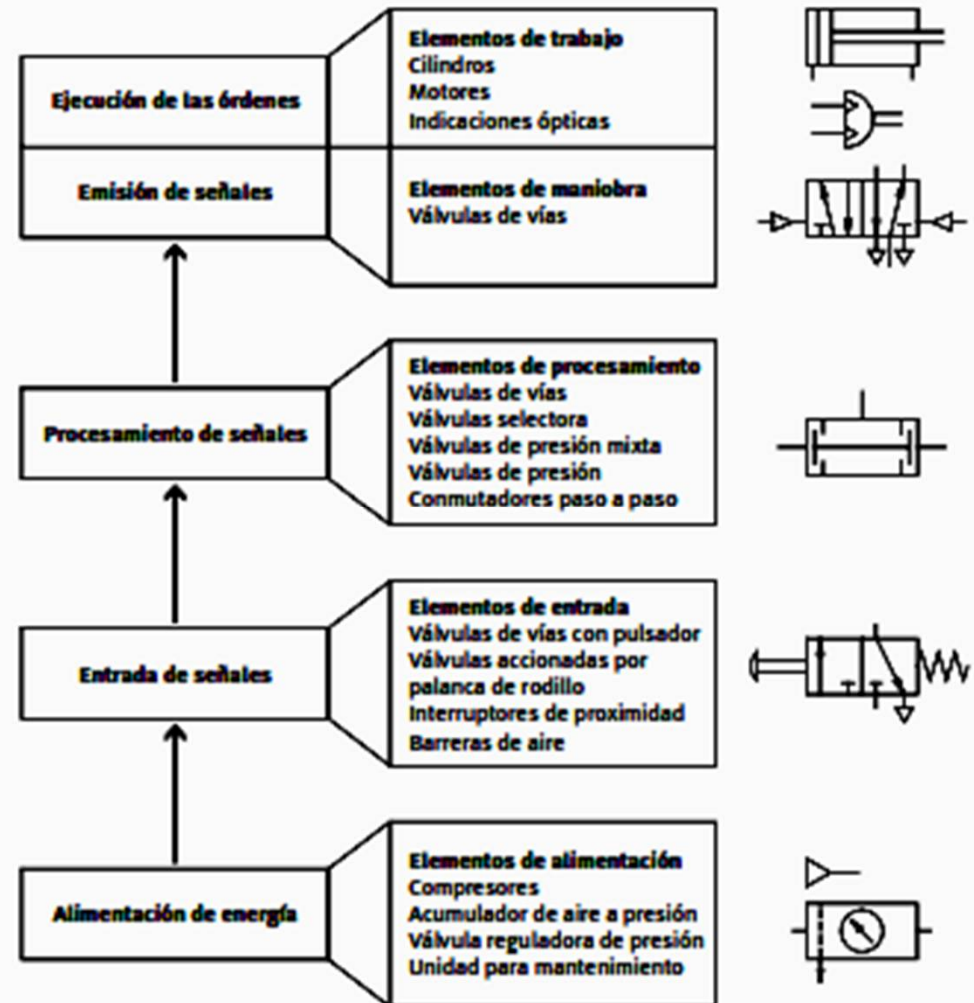 Ejecución de las órdenes
Elementos de trabajo
Cilindros
Motores
Indicaciones ópticas
Emisión de señales
Elementos de maniobra
Válvulas de vías
Procesamiento de señales
Elementos de procesamiento
Válvulas de vías
Válvulas selectora
Válvulas de presión mixta
Válvulas de presión
Conmutadores paso a paso
Entrada de señales
Elementos de entrada
Válvulas de vías con pulsador
Válvulas accionadas por
palanca de rodillo
Interruptores de proximidad
Barreras de aire
Alimentación de energía
Elementos de alimentación
Compresores
Acumulador de aire a presión
Válvula reguladora de presión
Unidad para mantenimiento